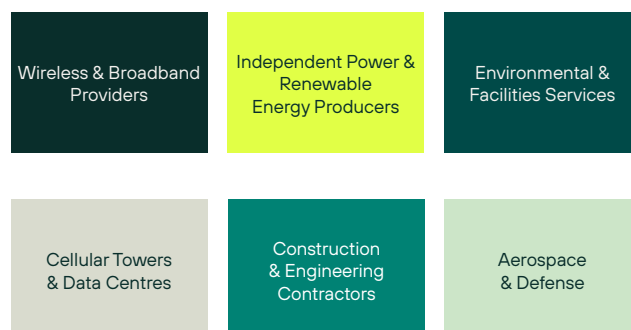 Wireless & Broadband
Providers
Independent Power &
Renewable
Energy Producers
Environmental &
Facilities Services
Cellular Towers
& Data Centres
Construction
& Engineering
Contractors
Aerospace
& Defense